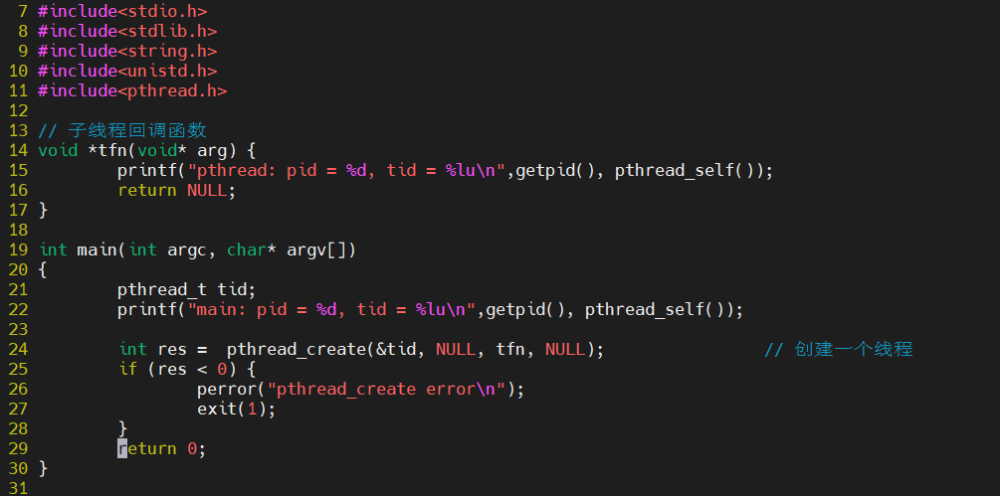 7 #include<stdio.h>
8 #include<stdlib.h>
9 #include<string.h>
10 #include<unistd.h>
11 #include<pthread.h>
12
13 // 子线程回调函数
14 void *tfn(void* arg) {
15         printf("pthread: pid = %d, tid = %lu\n",getpid(), pthread_self());
16         return NULL;
17 }
18
19 int main(int argc, char* argv[])
20 {
21         pthread_t tid;
22         printf("main: pid = %d, tid = %lu\n",getpid(), pthread_self());
23
24         int res =  pthread_create(&tid, NULL, tfn, NULL);                // 创建一个线程
25         if (res < 0) {
26                 perror("pthread_create error\n");
27                 exit(1);
28         }
29         return 0;
30 }
31